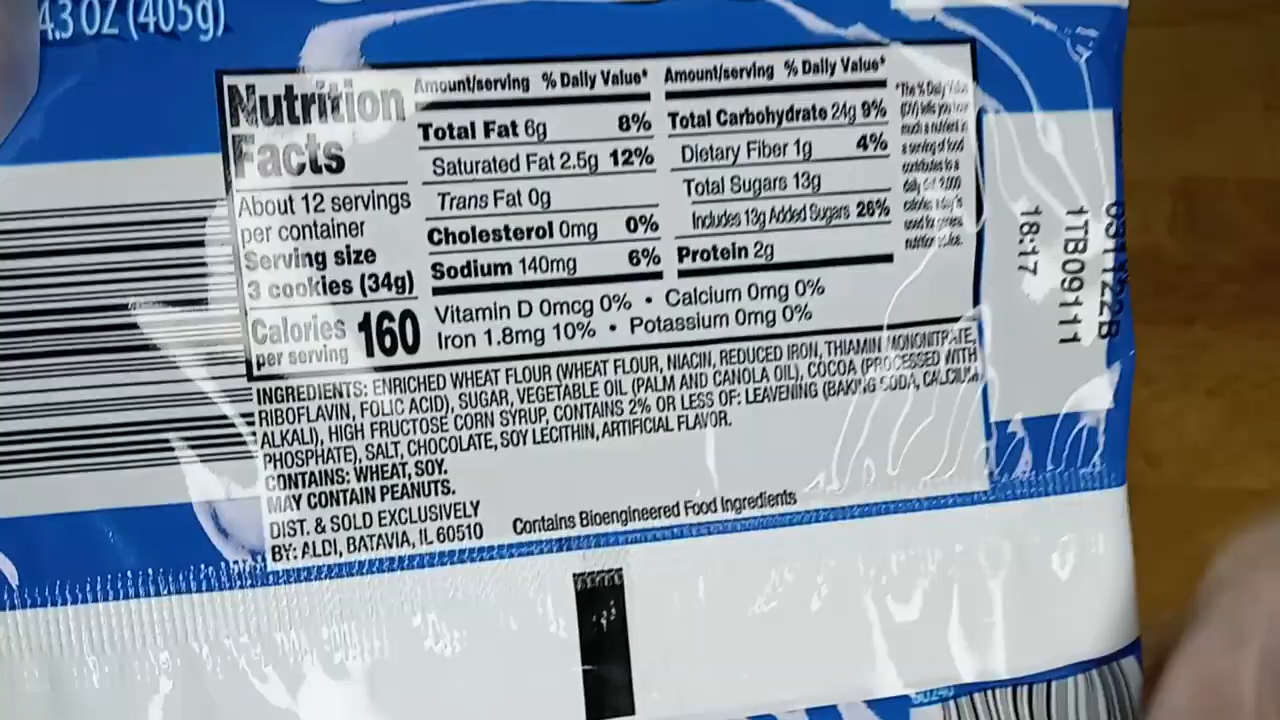 4.3 OZ (405g)
Nutrition
Facts
About 12 servings
per container
Serving size
3 cookies (34g)
Calories 160
per serving
Amount/serving % Daily Value*
Total Fat 6g 8%
Saturated Fat 2.5g 12%
Trans Fat 0g
Cholesterol 0mg 0%
Sodium 140mg 6%
Amount/serving % Daily Value*
Total Carbohydrate 24g 9%
Dietary Fiber 1g 4%
Total Sugars 13g
Includes 13g Added Sugars 26%
Protein 2g
Vitamin D 0mcg 0% • Calcium 0mg 0%
Iron 1.8mg 10% • Potassium 0mg 0%
*The % Daily
a serving of food
INGREDIENTS: ENRICHED WHEAT FLOUR (WHEAT FLOUR, NIACIN, REDUCED IRON, THIAMIN MONONITRATE,
RIBOFLAVIN, FOLIC ACID), SUGAR, VEGETABLE OIL (PALM AND CANOLA OIL), COCOA (PROCESSED WITH
ALKALI), HIGH FRUCTOSE CORN SYRUP, CONTAINS 2% OR LESS OF: LEAVENING (BAKING SODA, CALCIUM
PHOSPHATE), SALT, CHOCOLATE, SOY LECITHIN, ARTIFICIAL FLAVOR.
CONTAINS: WHEAT, SOY.
MAY CONTAIN PEANUTS.
DIST. & SOLD EXCLUSIVELY
BY: ALDI, BATAVIA, IL 60510
Contains Bioengineered Food Ingredients
1TB09111
18:17